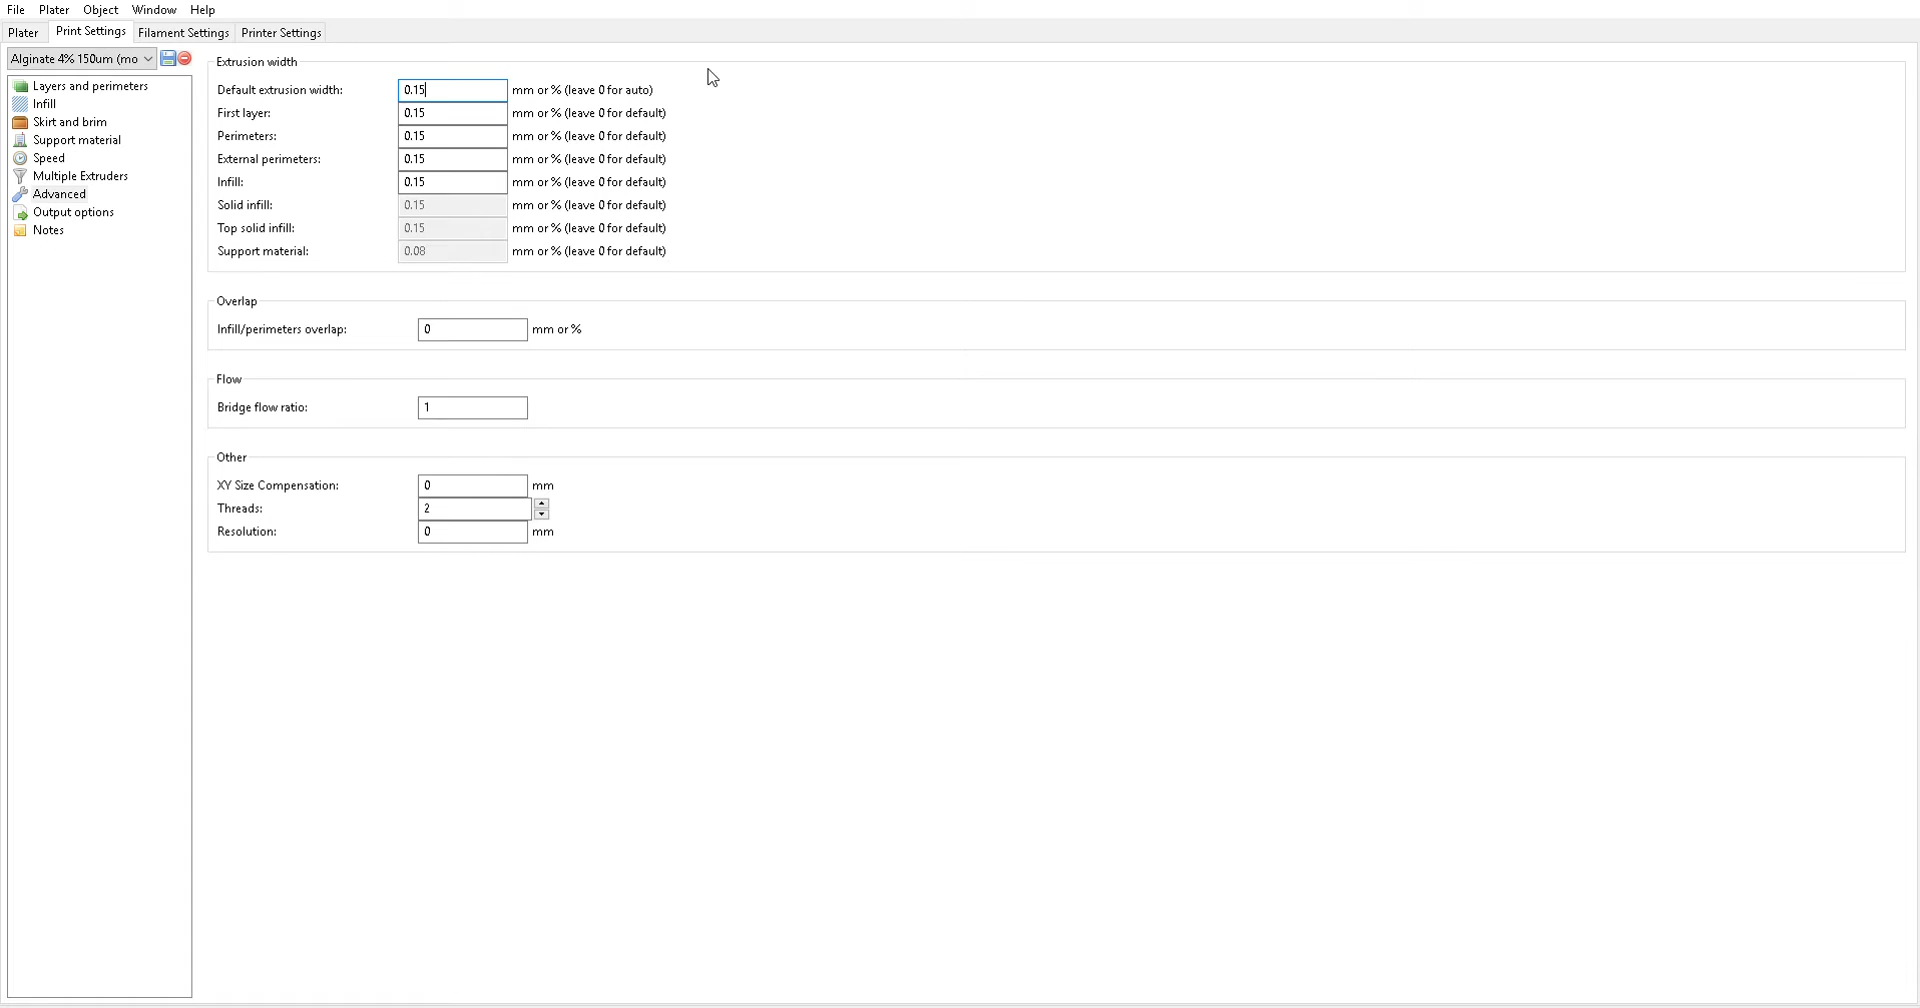 File Plater Object Window Help
Plater Print Settings Filament Settings Printer Settings
Alginate 4% 150um (mo
Layers and perimeters
Infill
Skirt and brim
Support material
Speed
Multiple Extruders
Advanced
Output options
Notes
Extrusion width
Default extrusion width: 0.15 mm or % (leave 0 for auto)
First layer: 0.15 mm or % (leave 0 for default)
Perimeters: 0.15 mm or % (leave 0 for default)
External perimeters: 0.15 mm or % (leave 0 for default)
Infill: 0.15 mm or % (leave 0 for default)
Solid infill: 0.15 mm or % (leave 0 for default)
Top solid infill: 0.15 mm or % (leave 0 for default)
Support material: 0.08 mm or % (leave 0 for default)
Overlap
Infill/perimeters overlap: 0 mm or %
Flow
Bridge flow ratio: 1
Other
XY Size Compensation: 0 mm
Threads: 2
Resolution: 0 mm